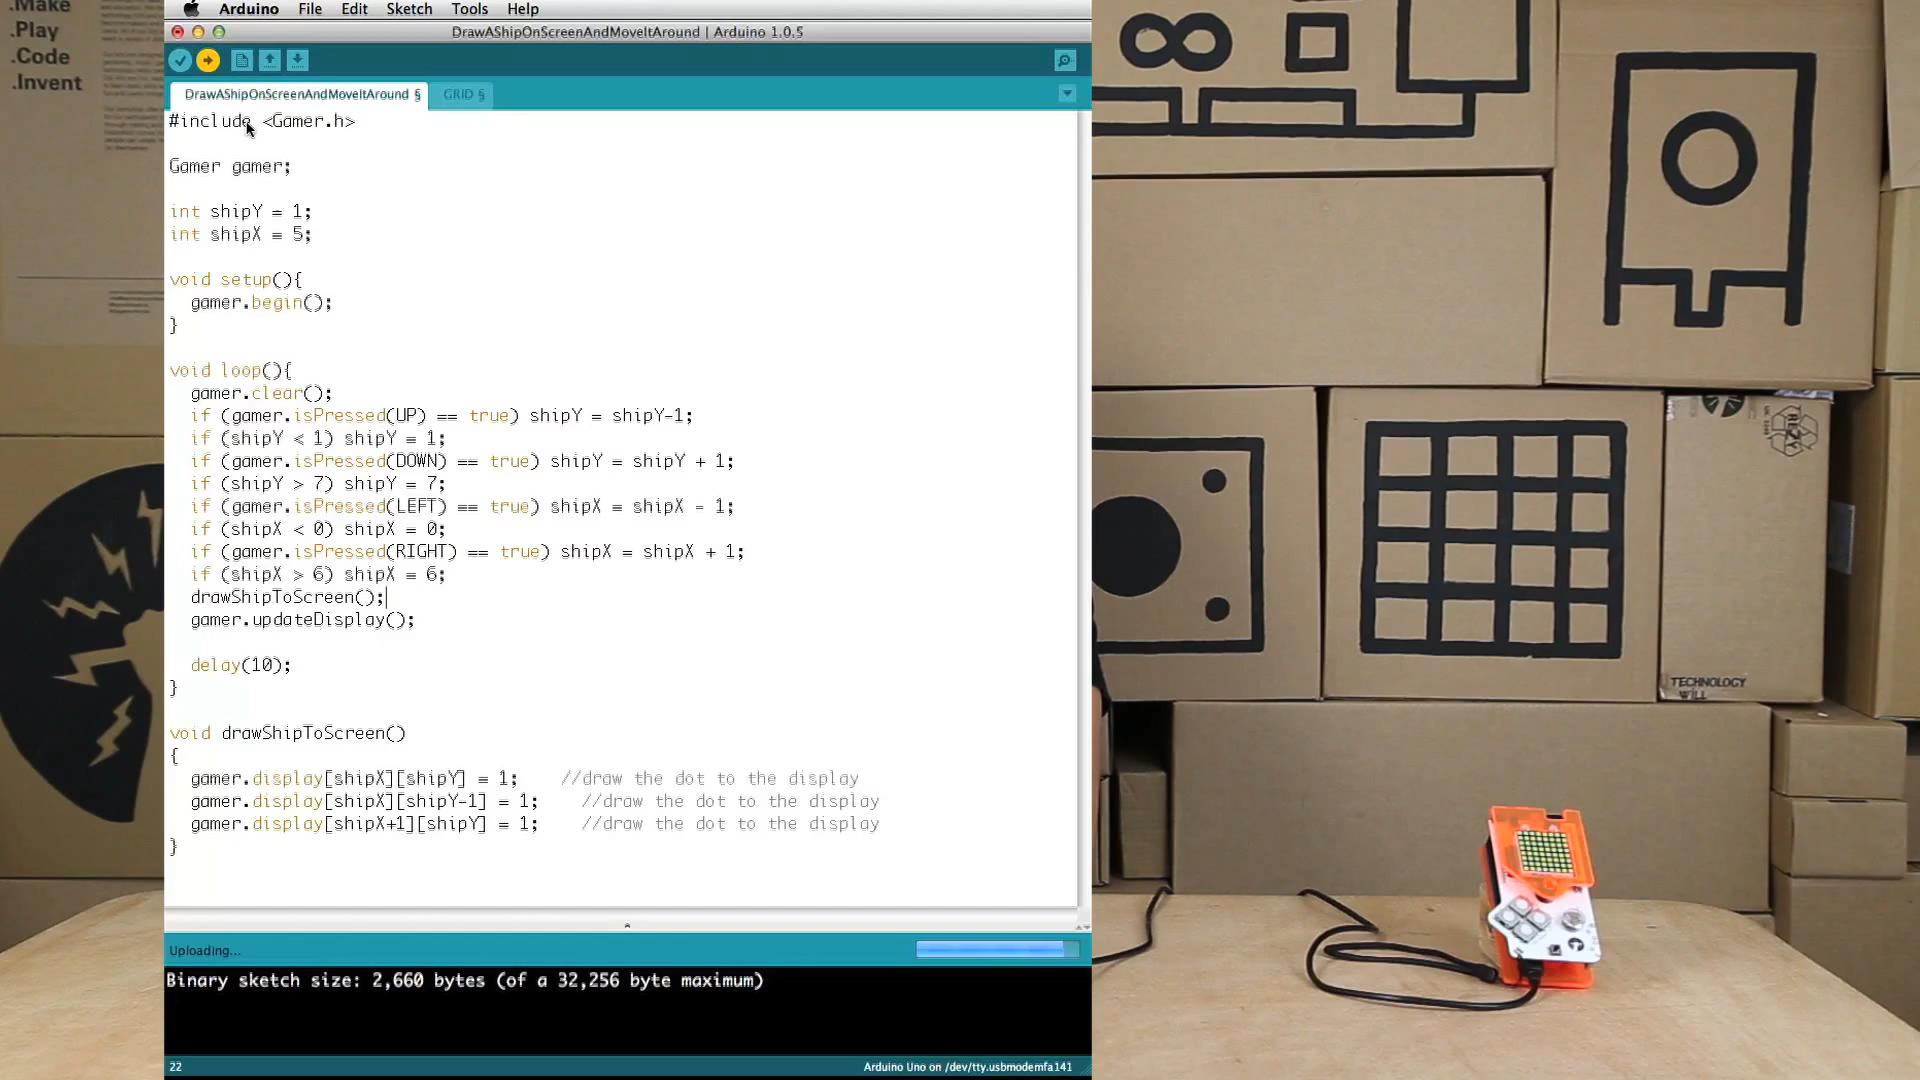 .Make
.Play
.Code
.Invent
Arduino File Edit Sketch Tools Help
DrawAShipOnScreenAndMoveItAround | Arduino 1.0.5
DrawAShipOnScreenAndMoveItAround § GRID §
#include <Gamer.h>
Gamer gamer;
int shipY = 1;
int shipX = 5;
void setup(){
gamer.begin();
}
void loop(){
gamer.clear();
if (gamer.isPressed(UP) == true) shipY = shipY-1;
if (shipY < 1) shipY = 1;
if (gamer.isPressed(DOWN) == true) shipY = shipY + 1;
if (shipY > 7) shipY = 7;
if (gamer.isPressed(LEFT) == true) shipX = shipX - 1;
if (shipX < 0) shipX = 0;
if (gamer.isPressed(RIGHT) == true) shipX = shipX + 1;
if (shipX > 6) shipX = 6;
drawShipToScreen();
gamer.updateDisplay();
delay(10);
}
void drawShipToScreen()
{
gamer.display[shipX][shipY] = 1; //draw the dot to the display
gamer.display[shipX][shipY-1] = 1; //draw the dot to the display
gamer.display[shipX+1][shipY] = 1; //draw the dot to the display
}
Uploading...
Binary sketch size: 2,660 bytes (of a 32,256 byte maximum)
22 Arduino Uno on /dev/tty.usbmodemfa141
TECHNOLOGY
WILL